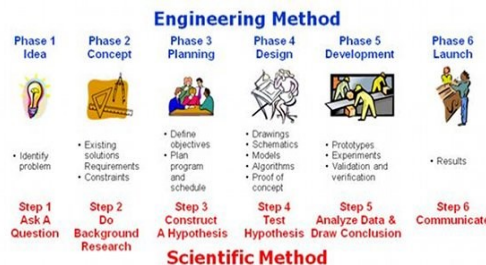 Engineering Method
Phase 1
Idea
Phase 2
Concept
Phase 3
Planning
Phase 4
Design
Phase 5
Development
Phase 6
Launch
• Identify
problem
• Existing
solutions
Requirements
• Constraints
• Define
objectives
• Plan
program
and
schedule
• Drawings
• Schematics
• Models
• Algorithms
• Proof of
concept
• Prototypes
• Experiments
• Validation and
verification
• Results
Step 1
Ask A
Question
Step 2
Do
Background
Research
Step 3
Construct
A Hypothesis
Step 4
Test
Hypothesis
Step 5
Analyze Data &
Draw Conclusion
Step 6
Communicate
Scientific Method